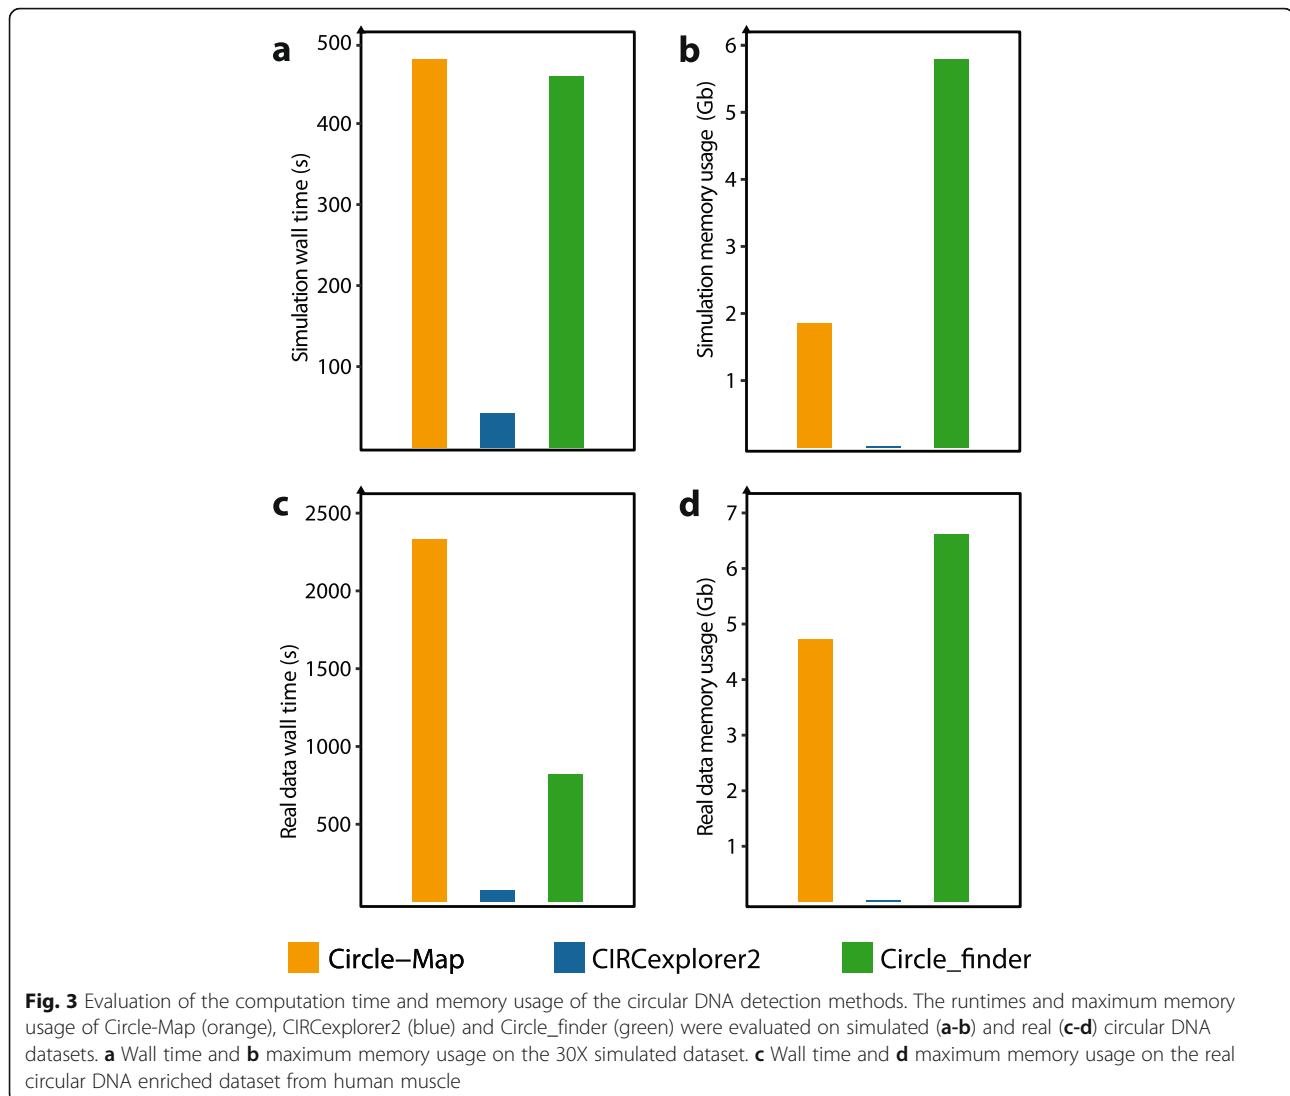 a
500
400
300
200
100
Simulation wall time (s)
b
6
5
4
3
2
1
Simulation memory usage (Gb)
c
2500
2000
1500
1000
500
Real data wall time (s)
d
7
6
5
4
3
2
1
Real data memory usage (Gb)
Circle–Map
CIRCexplorer2
Circle_finder
Fig. 3 Evaluation of the computation time and memory usage of the circular DNA detection methods. The runtimes and maximum memory
usage of Circle-Map (orange), CIRCexplorer2 (blue) and Circle_finder (green) were evaluated on simulated (a-b) and real (c-d) circular DNA
datasets. a Wall time and b maximum memory usage on the 30X simulated dataset. c Wall time and d maximum memory usage on the real
circular DNA enriched dataset from human muscle